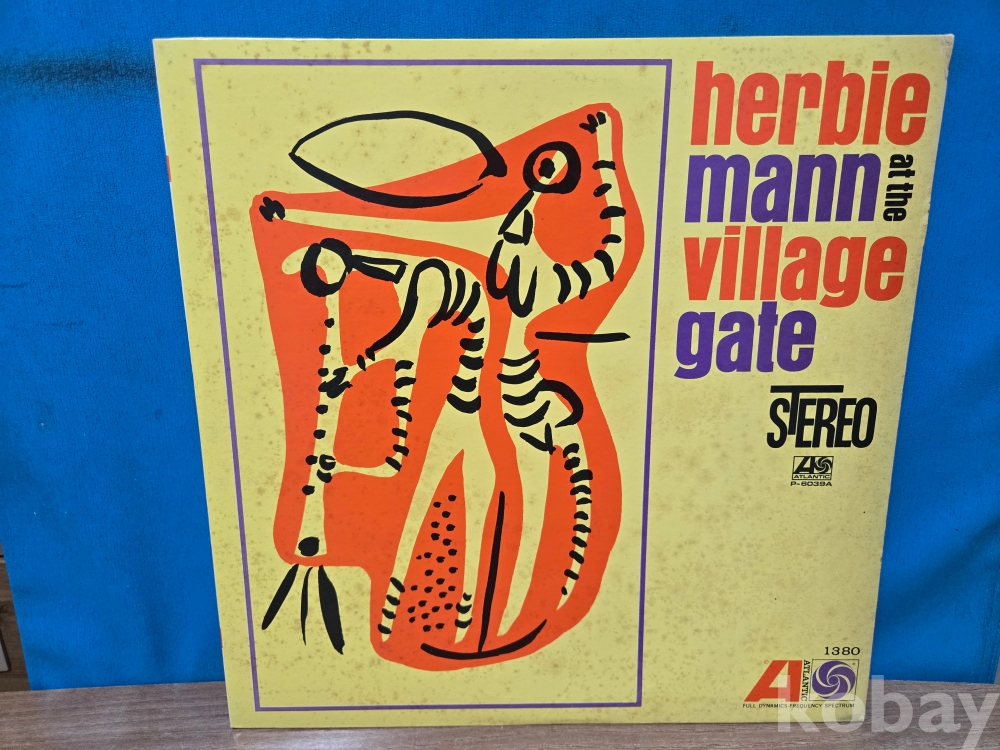 herbie
mann at the
village
gate
STEREO
ATLANTIC
P-6039A
1380
A ATLANTIC
FULL DYNAMICS-FREQUENCY SPECTRUM
kobay